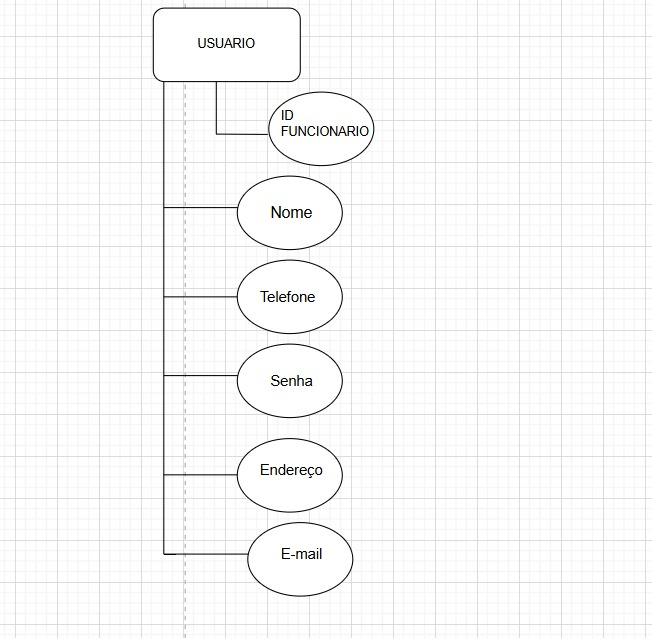 USUARIO
ID
FUNCIONARIO
Nome
Telefone
Senha
Endereço
E-mail